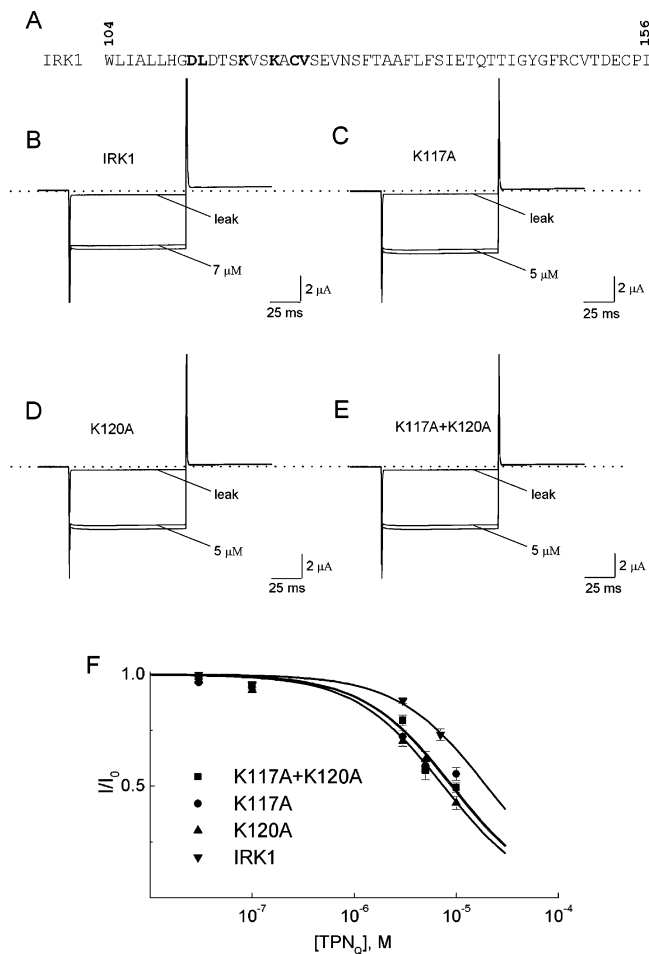 A
104
156
IRK1 WLIALLHGDLDTSKVSKACVSEVNSFTAAFLFSIETQTTIGYGFRCVTDECPI
B
IRK1
leak
7 μM
2 μA
25 ms
C
K117A
leak
5 μM
2 μA
25 ms
D
K120A
leak
5 μM
2 μA
25 ms
E
K117A+K120A
leak
5 μM
2 μA
25 ms
F
1.0
0.5
I/I0
K117A+K120A
K117A
K120A
IRK1
10-7
10-6
10-5
10-4
[TPNQ], M